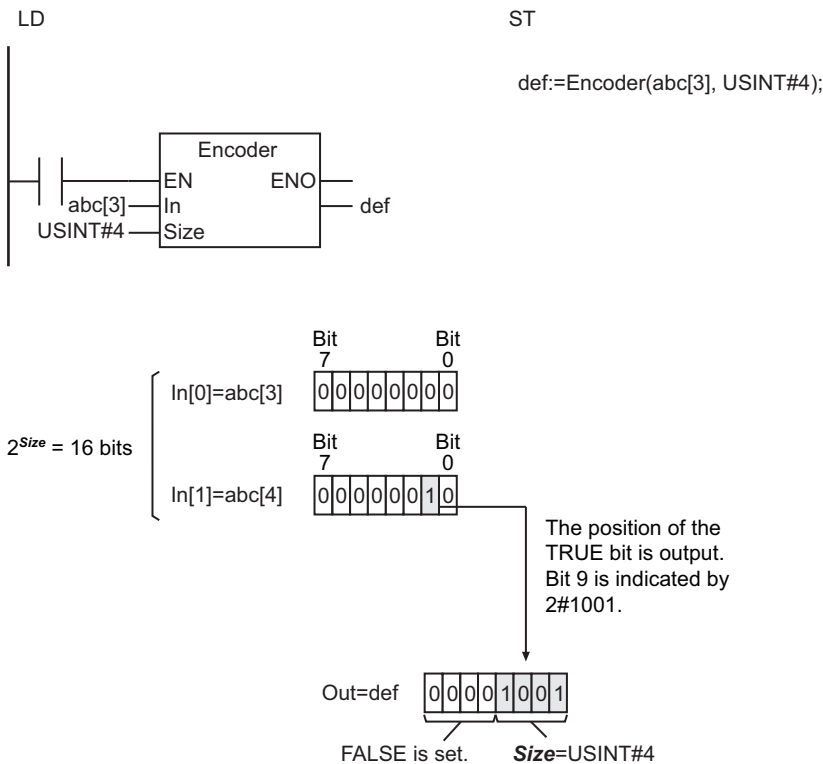 LD
ST
def:=Encoder(abc[3], USINT#4);
Encoder
EN ENO
abc[3] In def
USINT#4 Size
Bit Bit
7 0
In[0]=abc[3] 0 0 0 0 0 0 0 0
2^Size = 16 bits
Bit Bit
7 0
In[1]=abc[4] 0 0 0 0 0 0 1 0
The position of the
TRUE bit is output.
Bit 9 is indicated by
2#1001.
Out=def 0 0 0 0 1 0 0 1
FALSE is set. Size=USINT#4